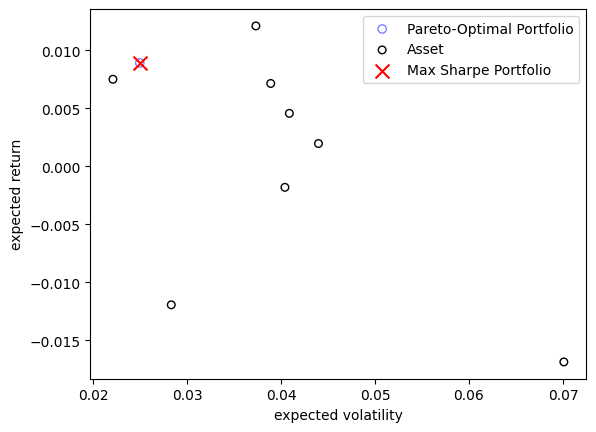 Pareto-Optimal Portfolio
Asset
Max Sharpe Portfolio
0.010
0.005
0.000
−0.005
−0.010
−0.015
expected return
0.02 0.03 0.04 0.05 0.06 0.07
expected volatility